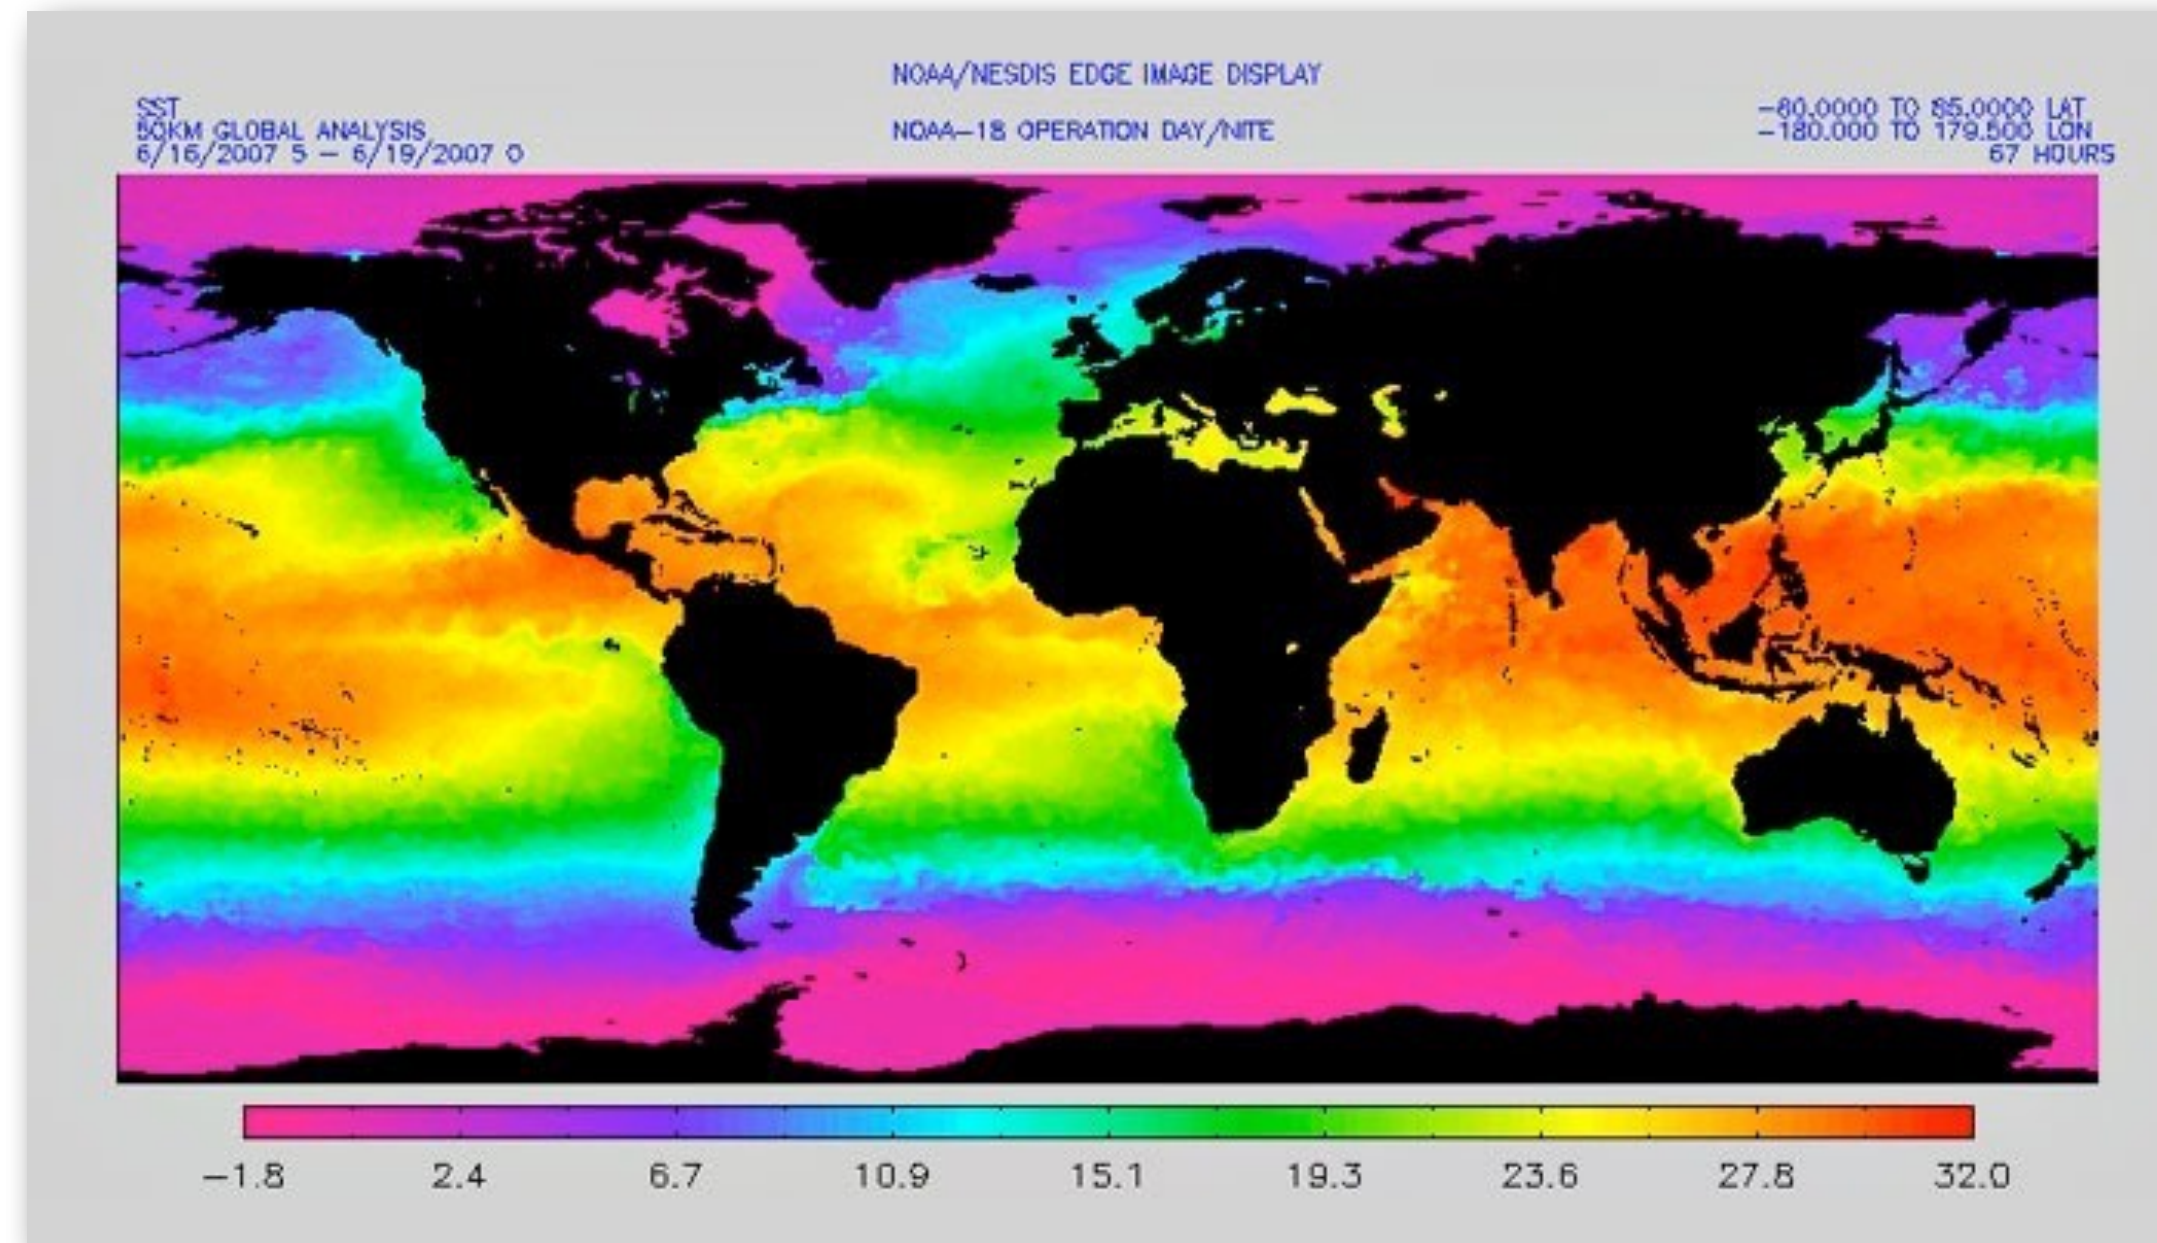 NOAA/NESDIS EDGE IMAGE DISPLAY
NOAA-18 OPERATION DAY/NITE
SST
50KM GLOBAL ANALYSIS
6/16/2007 5 - 6/19/2007 0
-80.0000 TO 85.0000 LAT
-180.000 TO 179.500 LON
67 HOURS
-1.8 2.4 6.7 10.9 15.1 19.3 23.6 27.8 32.0